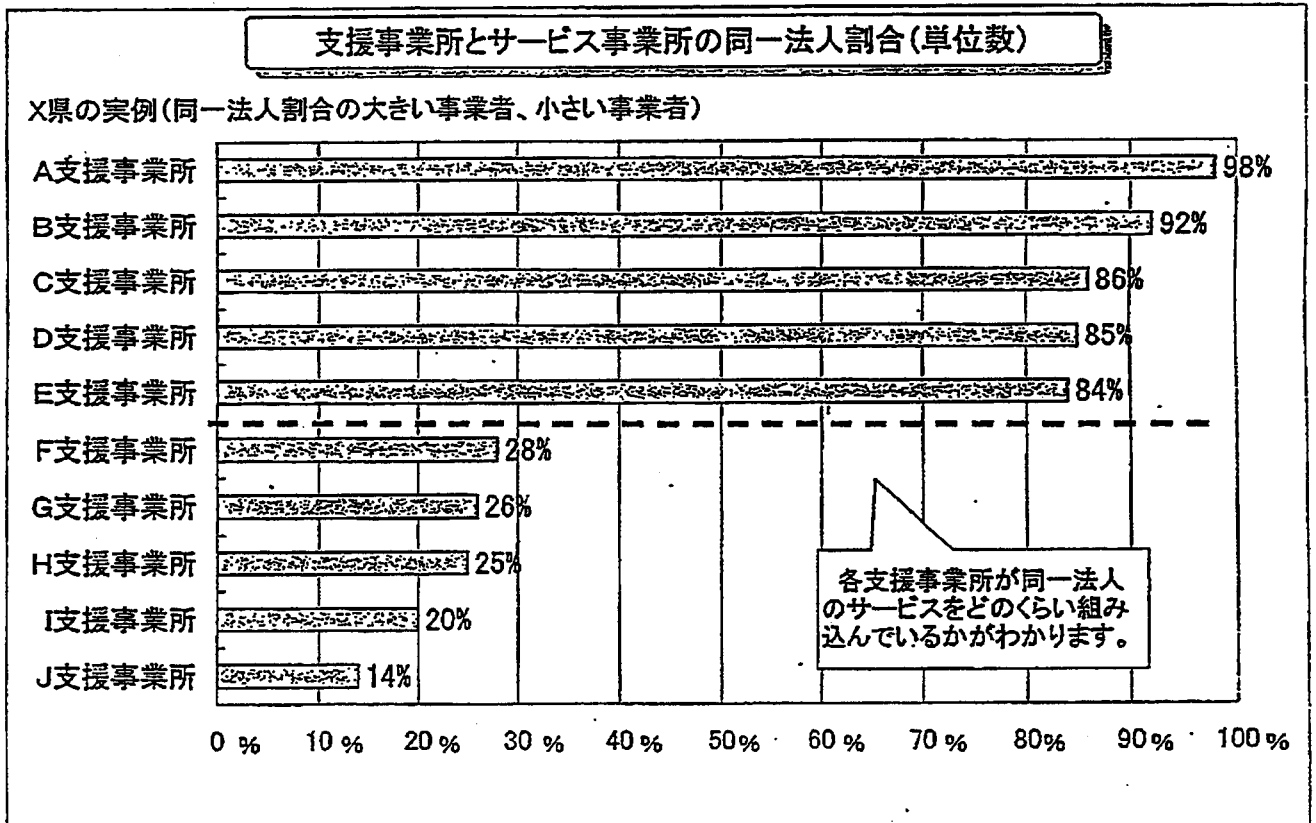 支援事業所とサービス事業所の同一法人割合(単位数)
X県の実例(同一法人割合の大きい事業者、小さい事業者)
A支援事業所 98%
B支援事業所 92%
C支援事業所 86%
D支援事業所 85%
E支援事業所 84%
F支援事業所 28%
G支援事業所 26%
H支援事業所 25%
I支援事業所 20%
J支援事業所 14%
各支援事業所が同一法人
のサービスをどのくらい組み
込んでいるかがわかります。
0 % 10 % 20 % 30 % 40 % 50% 60 % 70 % 80% 90 % 100 %